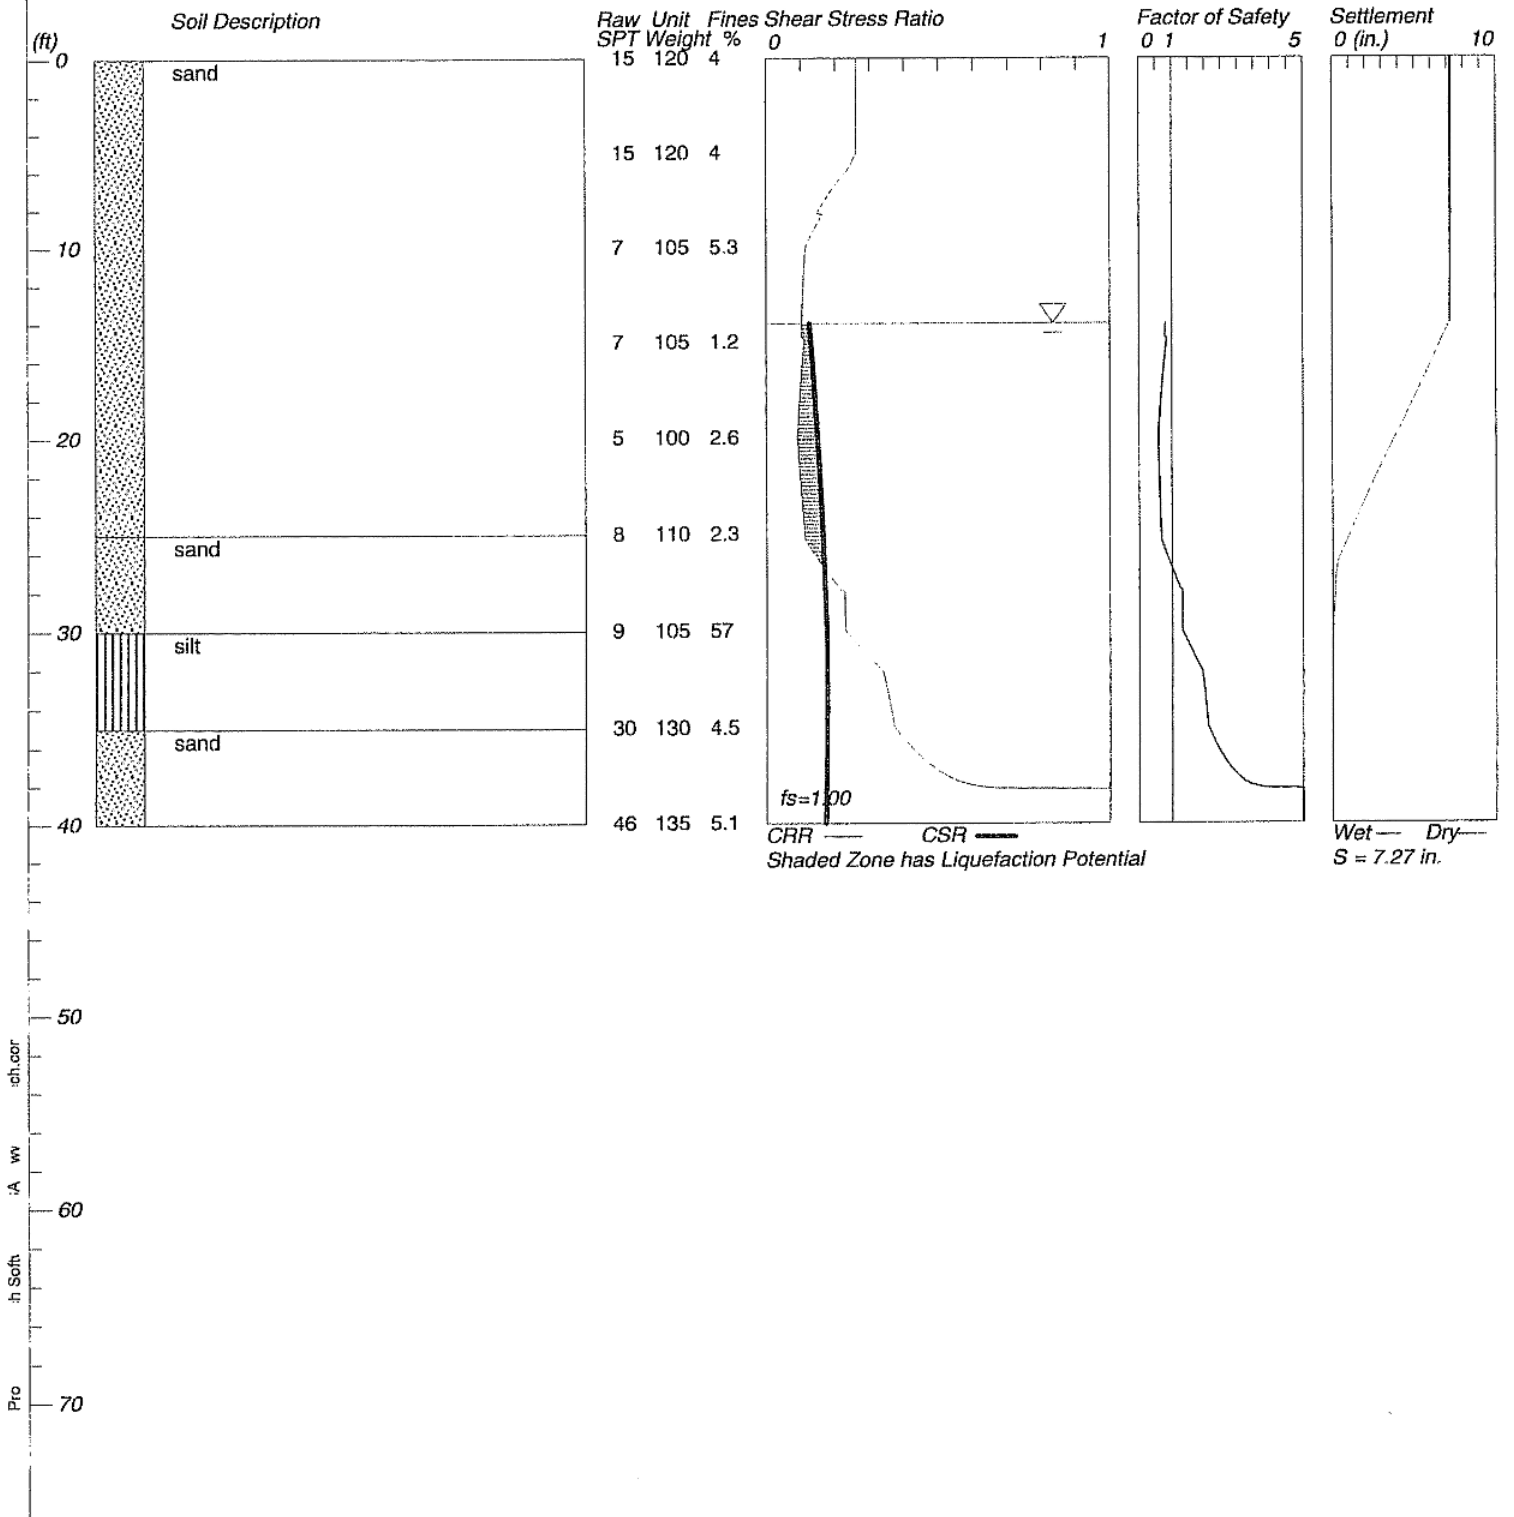 Soil Description
Raw Unit Fines Shear Stress Ratio
Factor of Safety
Settlement
(ft)
SPT Weight %
0 1
0 1 5
0 (in.) 10
0
sand
15 120 4
15 120 4
10
7 105 5.3
7 105 1.2
20
5 100 2.6
8 110 2.3
sand
30
9 105 57
silt
30 130 4.5
sand
fs=1.00
40
46 135 5.1
CRR CSR
Wet Dry
Shaded Zone has Liquefaction Potential
S = 7.27 in.
50
60
70